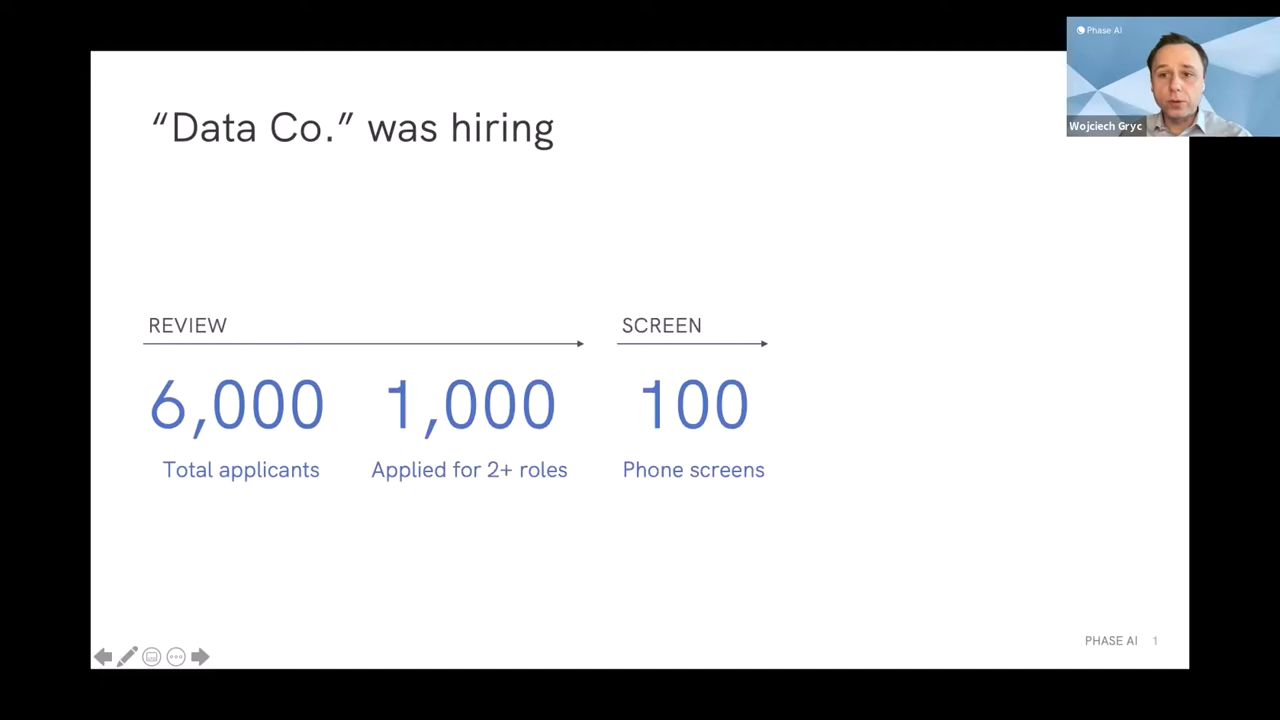 Phase AI
Wojciech Gryc
“Data Co.” was hiring
REVIEW
SCREEN
6,000
1,000
100
Total applicants
Applied for 2+ roles
Phone screens
PHASE AI 1